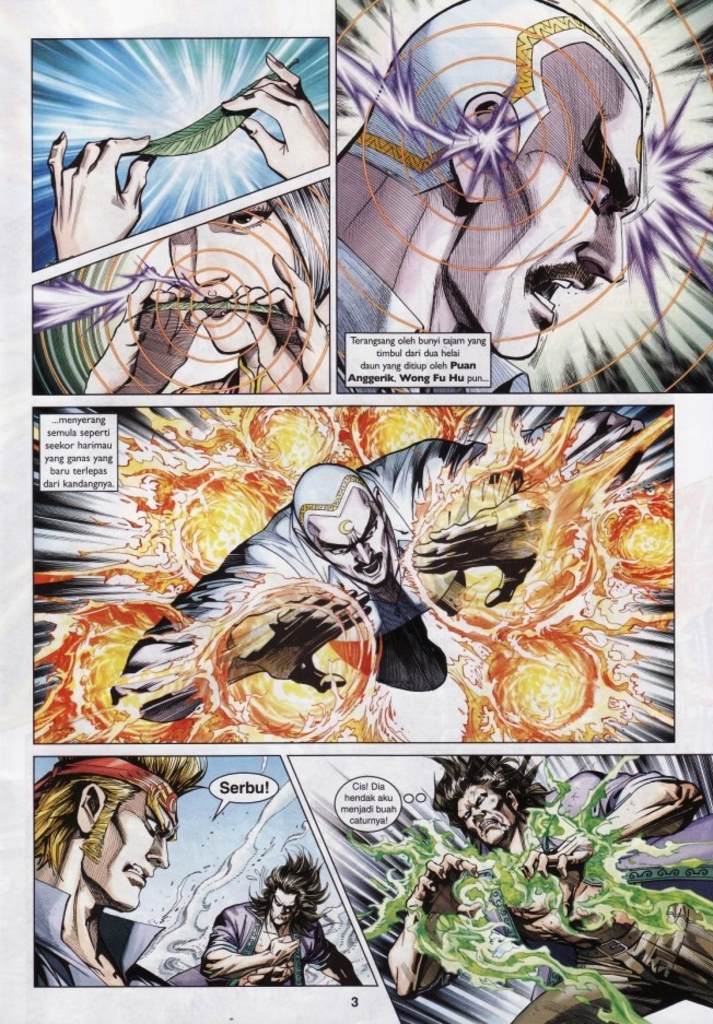 Terangsang oleh bunyi tajam yang
timbul dari dua helai
daun yang ditiup oleh Puan
Anggerik, Wong Fu Hu pun...
...menyerang
semula seperti
seekor harimau
yang ganas yang
baru terlepas
dari kandangnya.
Serbu!
Cis! Dia
hendak aku
menjadi buah
caturnya!
3